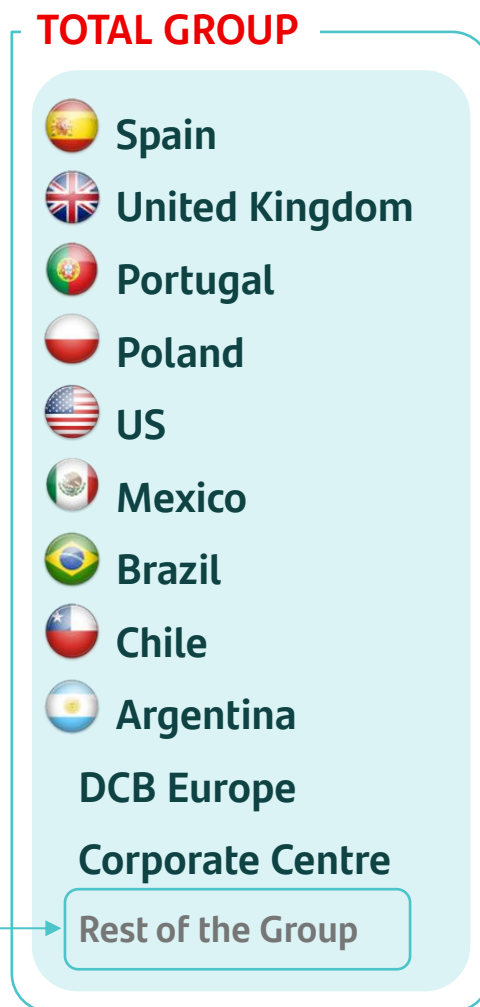 TOTAL GROUP
Spain
United Kingdom
Portugal
Poland
US
Mexico
Brazil
Chile
Argentina
DCB Europe
Corporate Centre
Rest of the Group